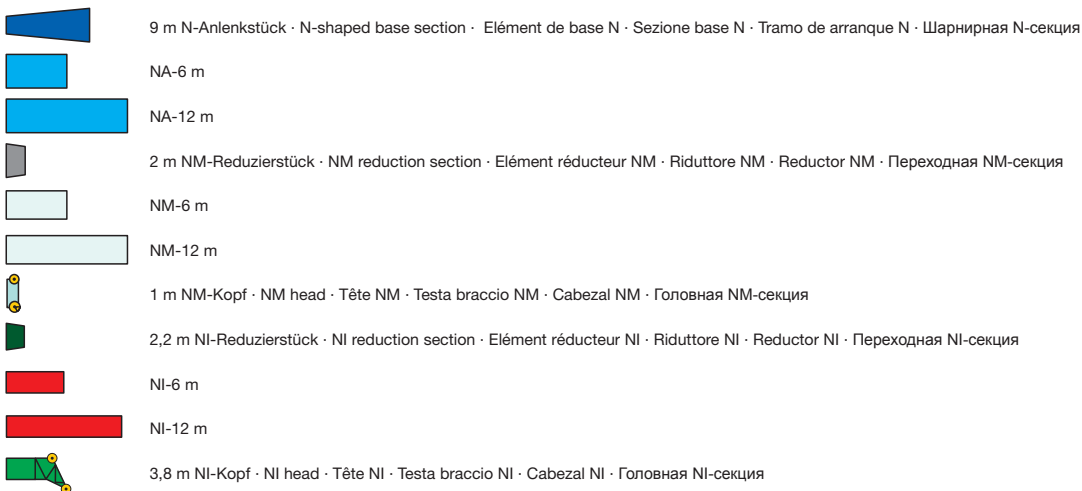 9 m N-Anlenkstück · N-shaped base section · Elément de base N · Sezione base N · Tramo de arranque N · Шарнирная N-секция
NA-6 m
NA-12 m
2 m NM-Reduzierstück · NM reduction section · Elément réducteur NM · Riduttore NM · Reductor NM · Переходная NM-секция
NM-6 m
NM-12 m
1 m NM-Kopf · NM head · Tête NM · Testa braccio NM · Cabezal NM · Головная NM-секция
2,2 m NI-Reduzierstück · NI reduction section · Elément réducteur NI · Riduttore NI · Reductor NI · Переходная NI-секция
NI-6 m
NI-12 m
3,8 m NI-Kopf · NI head · Tête NI · Testa braccio NI · Cabezal NI · Головная NI-секция